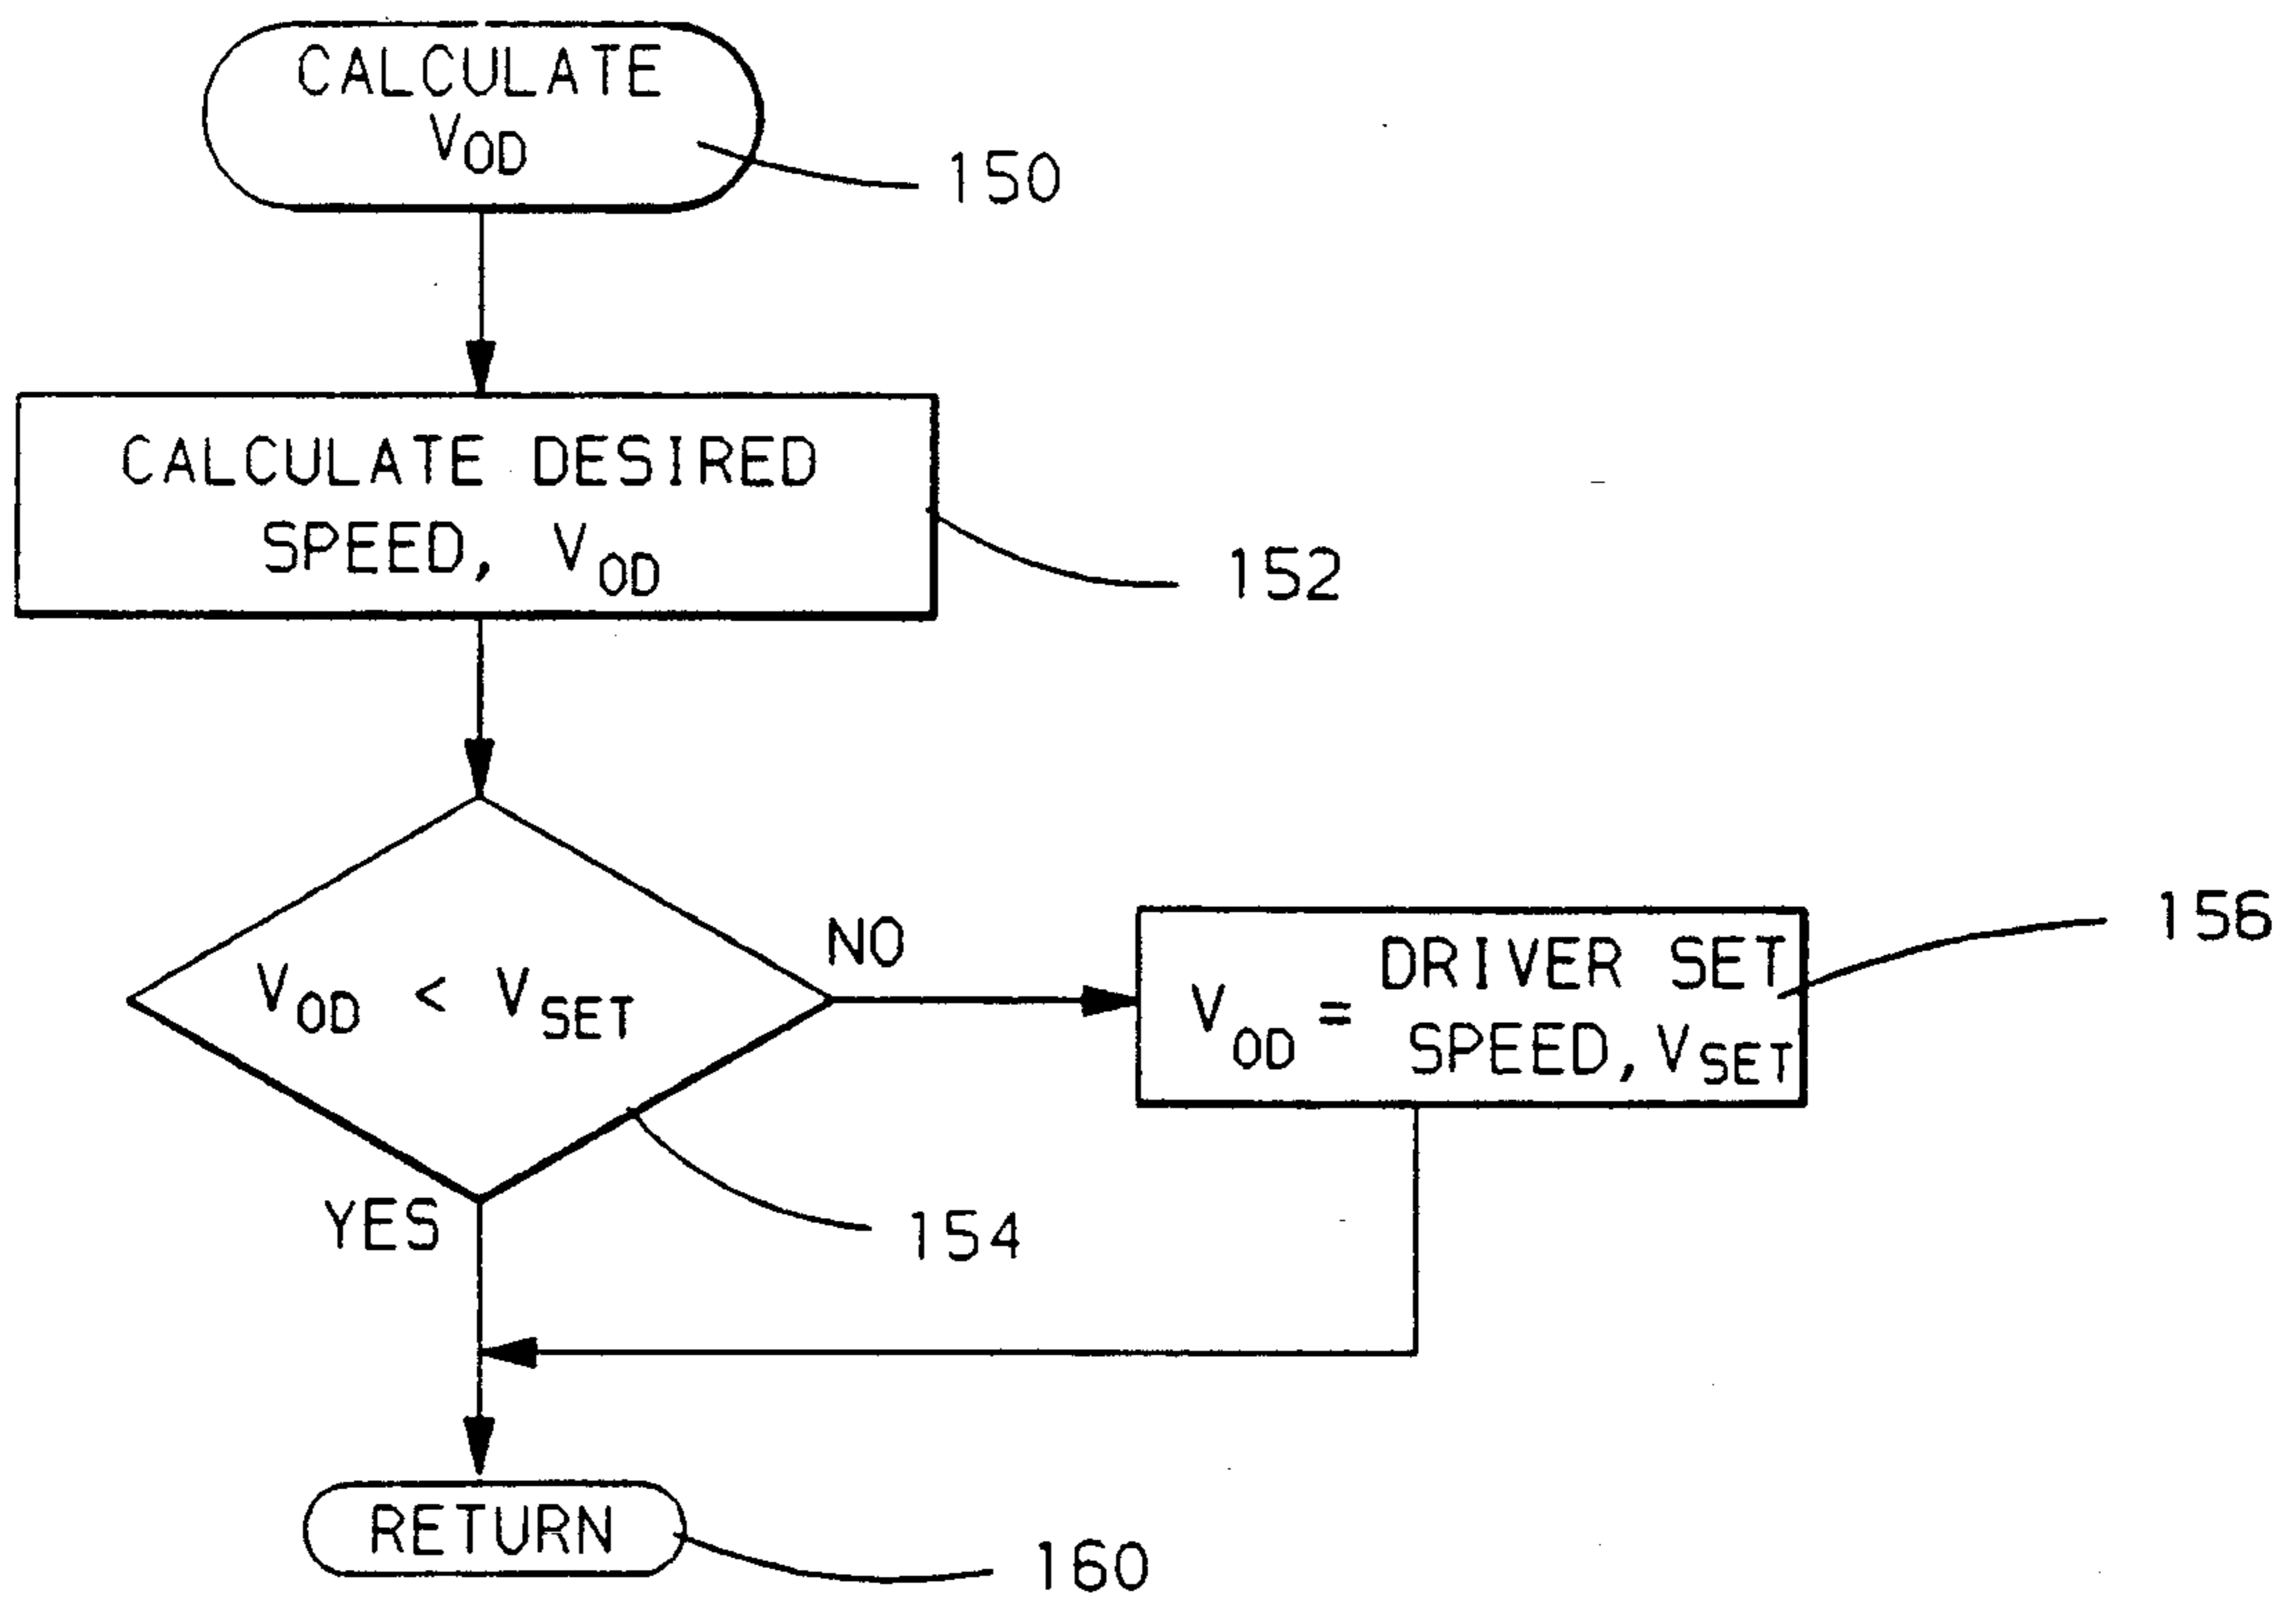 CALCULATE
VOD
150
CALCULATE DESIRED
SPEED, VOD
152
VOD < VSET
NO
YES
154
DRIVER SET
VOD = SPEED, VSET
156
RETURN
160